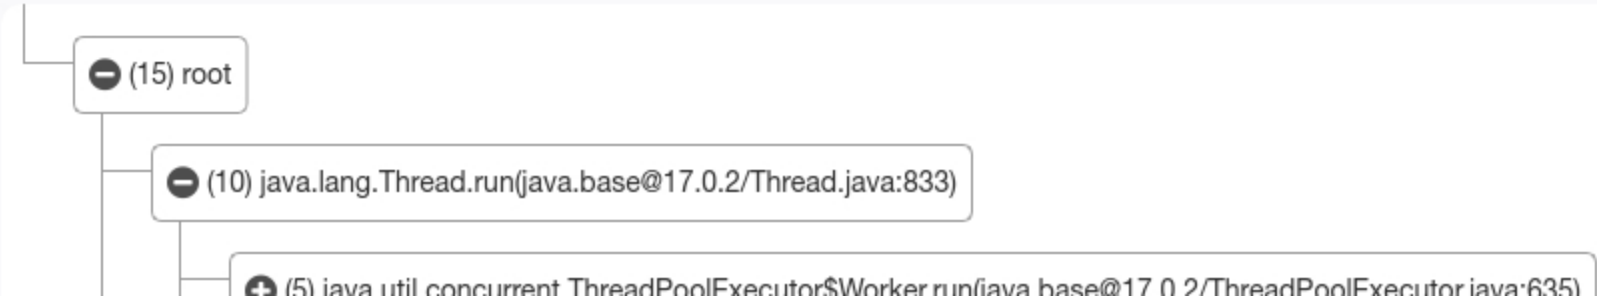 (15) root
(10) java.lang.Thread.run(java.base@17.0.2/Thread.java:833)
(5) java.util.concurrent.ThreadPoolExecutor$Worker.run(java.base@17.0.2/ThreadPoolExecutor.java:635)